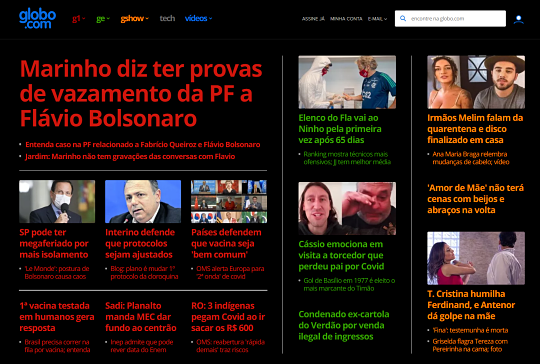 globo
.com
g1
ge
gshow
tech
vídeos
ASSINE JÁ
MINHA CONTA
E-MAIL
encontre na globo.com
Marinho diz ter provas
de vazamento da PF a
Flávio Bolsonaro
Entenda caso na PF relacionado a Fabrício Queiroz e Flávio Bolsonaro
Jardim: Marinho não tem gravações das conversas com Flavio
SP pode ter
megaferiado por
mais isolamento
'Le Monde': postura de
Bolsonaro causa caos
Interino defende
que protocolos
sejam ajustados
Blog: plano é mudar 1º
protocolo da cloroquina
Países defendem
que vacina seja
'bem comum'
OMS alerta Europa para
'2ª onda' de covid
1ª vacina testada
em humanos gera
resposta
Brasil precisa correr na
fila por vacina; entenda
Sadi: Planalto
manda MEC dar
fundo ao centrão
Inep admite que pode
rever data do Enem
RO: 3 indígenas
pegam Covid ao ir
sacar os R$ 600
OMS: reabertura 'rápida
demais' traz riscos
Elenco do Fla vai ao
Ninho pela primeira
vez após 65 dias
Ranking mostra técnicos mais
ofensivos; JJ tem melhor média
Cássio emociona em
visita a torcedor que
perdeu pai por Covid
Gol de Basílio em 1977 é eleito o
mais marcante do Timão
Condenado ex-cartola
do Verdão por venda
ilegal de ingressos
Irmãos Melim falam da
quarentena e disco
finalizado em casa
Ana Maria Braga relembra
mudanças de cabelo; vídeo
'Amor de Mãe' não terá
cenas com beijos e
abraços na volta
T. Cristina humilha
Ferdinand, e Antenor
dá golpe na mãe
'Fina': testemunha é morta
Griselda flagra Tereza com
Pereirinha na cama; foto